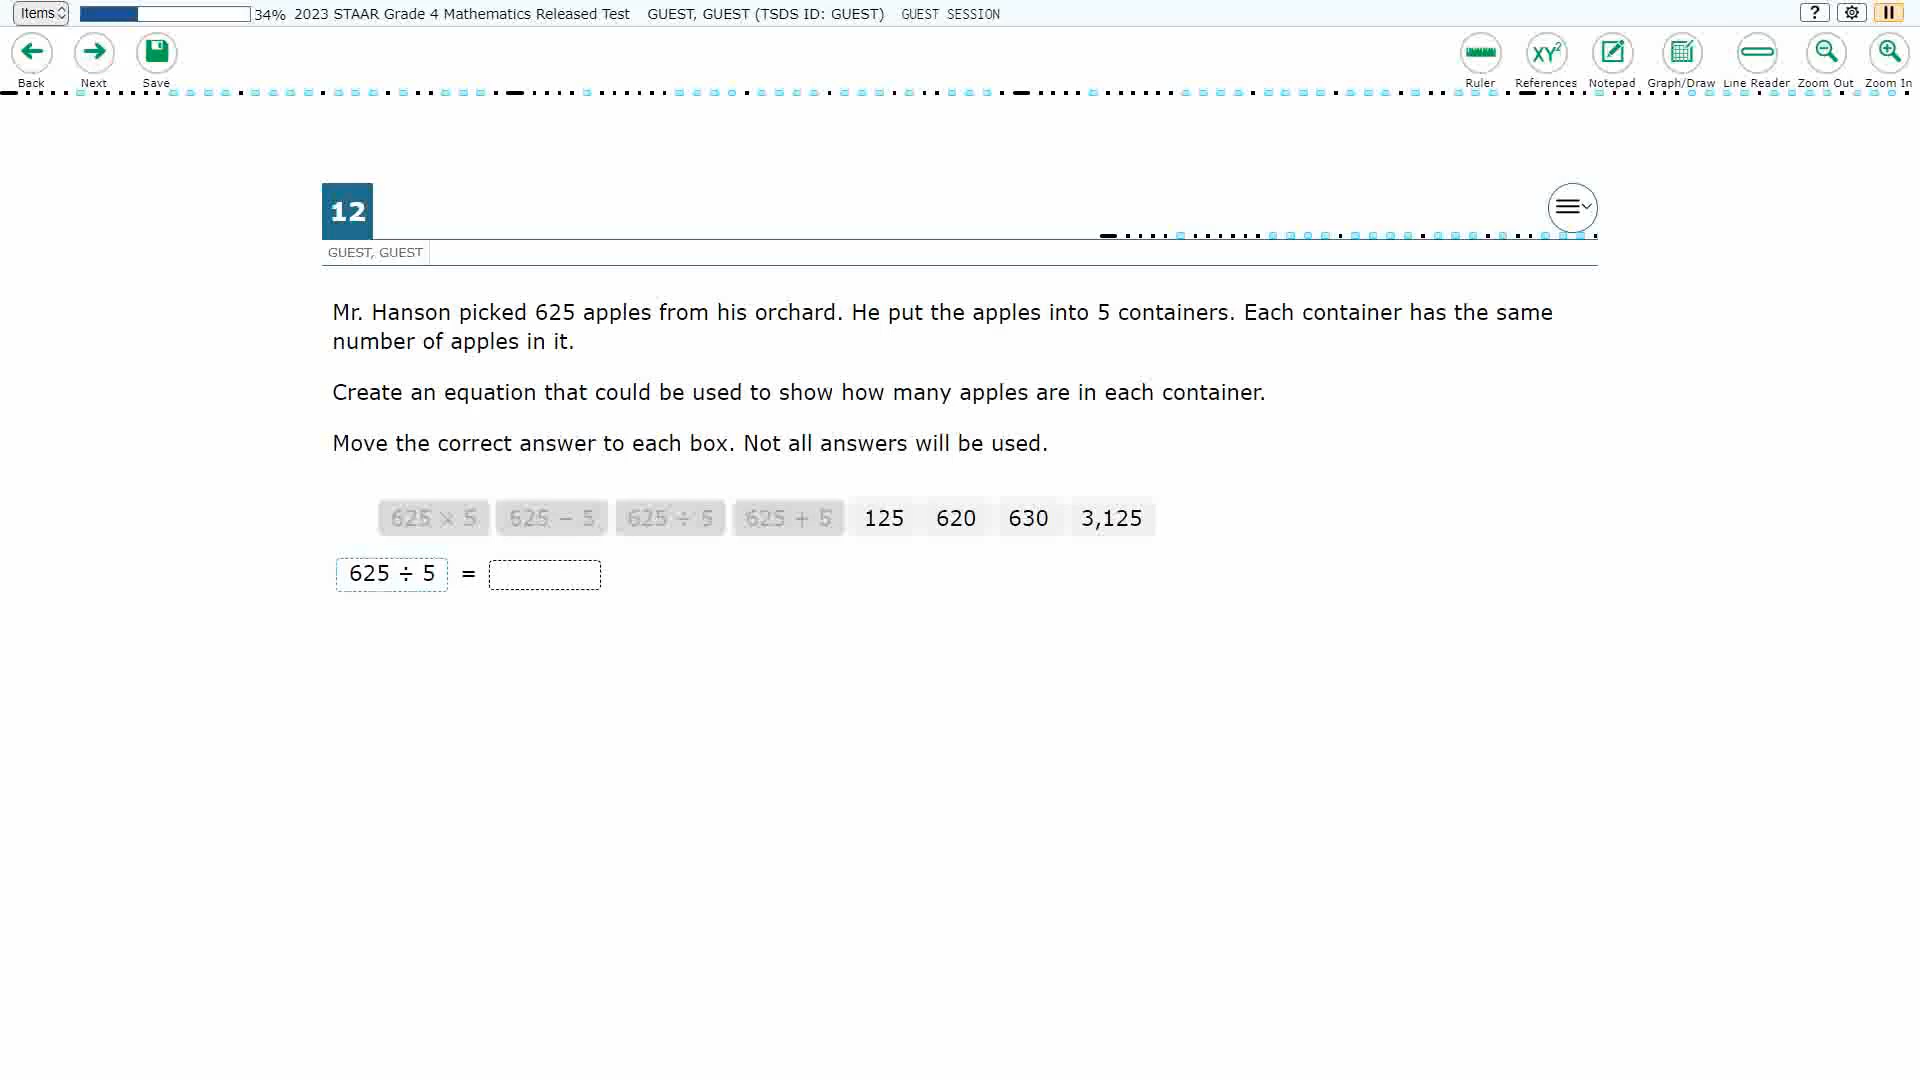 Items 34% 2023 STAAR Grade 4 Mathematics Released Test GUEST, GUEST (TSDS ID: GUEST) GUEST SESSION ?
Back Next Save XY² Ruler References Notepad Graph/Draw Line Reader Zoom Out Zoom In
12
GUEST, GUEST
Mr. Hanson picked 625 apples from his orchard. He put the apples into 5 containers. Each container has the same
number of apples in it.
Create an equation that could be used to show how many apples are in each container.
Move the correct answer to each box. Not all answers will be used.
625 × 5 625 − 5 625 ÷ 5 625 + 5 125 620 630 3,125
625 ÷ 5 =